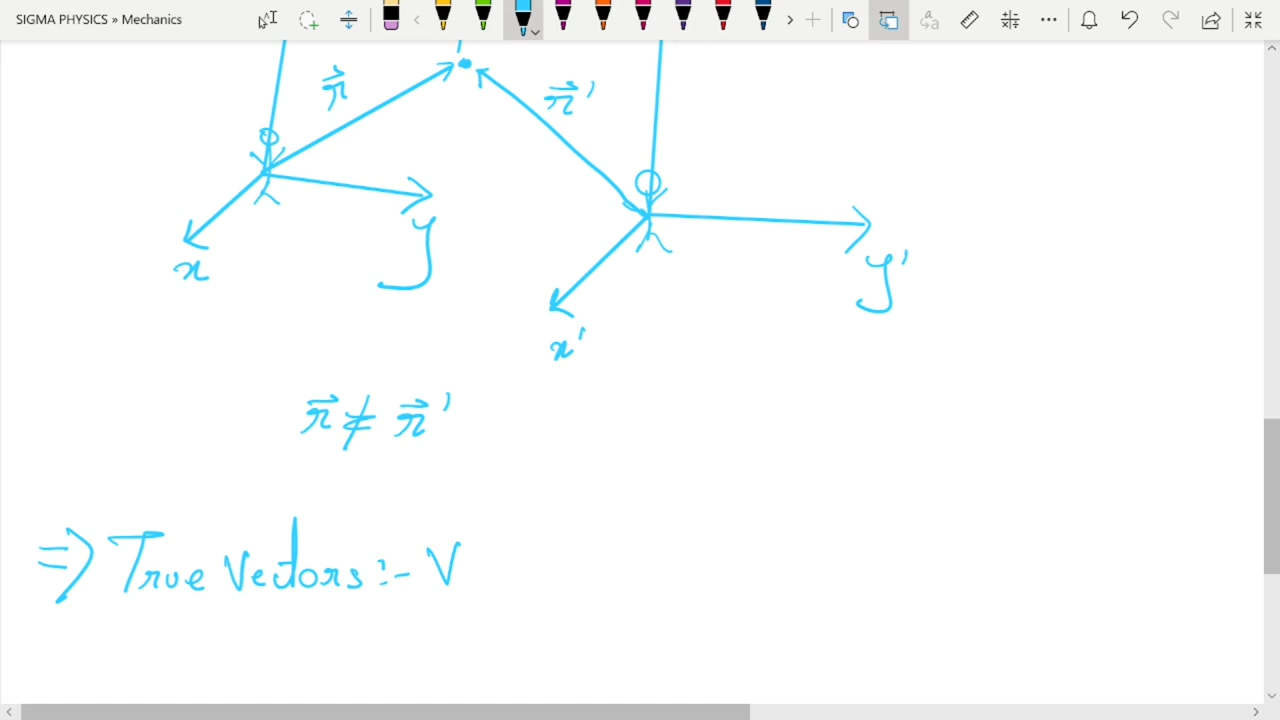 SIGMA PHYSICS » Mechanics
r⃗
r⃗'
x
y
x'
y'
r⃗ ≠ r⃗'
⇒ True Vectors :- V